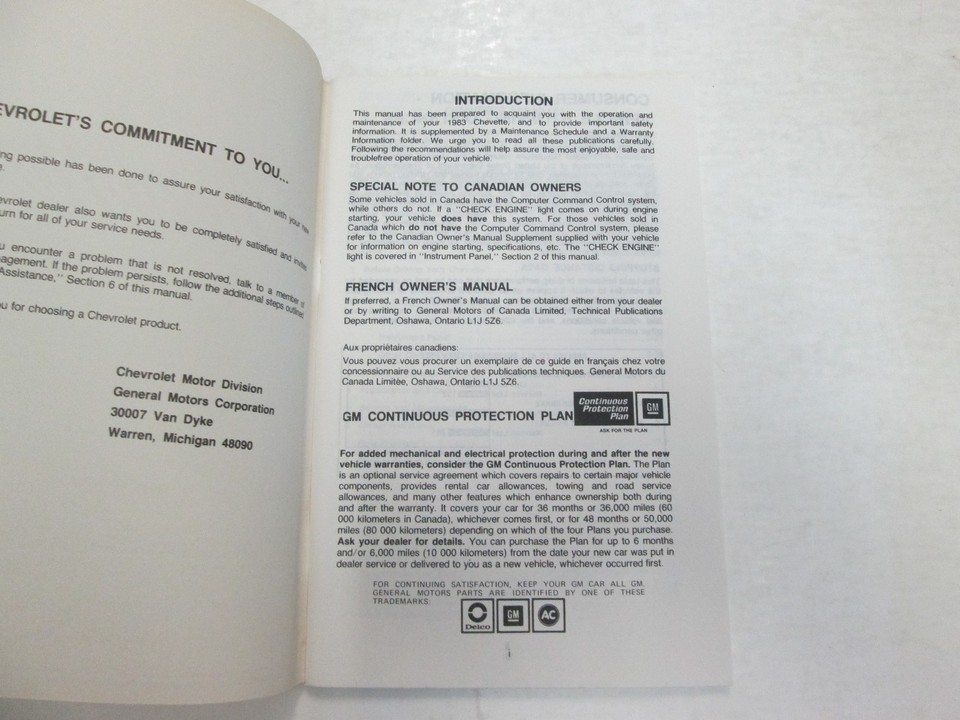 EVROLET'S COMMITMENT TO YOU...
ing possible has been done to assure your satisfaction with your new
e.
evrolet dealer also wants you to be completely satisfied and invites
urn for all of your service needs.
u encounter a problem that is not resolved, talk to a member o
agement. If the problem persists, follow the additional steps outlined
Assistance," Section 6 of this manual.
u for choosing a Chevrolet product.
Chevrolet Motor Division
General Motors Corporation
30007 Van Dyke
Warren, Michigan 48090
INTRODUCTION
This manual has been prepared to acquaint you with the operation and
maintenance of your 1983 Chevette, and to provide important safety
information. It is supplemented by a Maintenance Schedule and a Warranty
Information folder. We urge you to read all these publications carefully.
Following the recommendations will help assure the most enjoyable, safe and
troublefree operation of your vehicle.
SPECIAL NOTE TO CANADIAN OWNERS
Some vehicles sold in Canada have the Computer Command Control system,
while others do not. If a "CHECK ENGINE" light comes on during engine
starting, your vehicle does have this system. For those vehicles sold in
Canada which do not have the Computer Command Control system, please
refer to the Canadian Owner's Manual Supplement supplied with your vehicle
for information on engine starting, specifications, etc. The "CHECK ENGINE"
light is covered in "Instrument Panel," Section 2 of this manual.
FRENCH OWNER'S MANUAL
If preferred, a French Owner's Manual can be obtained either from your dealer
or by writing to General Motors of Canada Limited, Technical Publications
Department, Oshawa, Ontario L1J 5Z6.
Aux propriétaires canadiens:
Vous pouvez vous procurer un exemplaire de ce guide en français chez votre
concessionnaire ou au Service des publications techniques. General Motors du
Canada Limitée, Oshawa, Ontario L1J 5Z6.
GM CONTINUOUS PROTECTION PLAN
Continuous
Protection
Plan
GM
ASK FOR THE PLAN
For added mechanical and electrical protection during and after the new
vehicle warranties, consider the GM Continuous Protection Plan. The Plan
is an optional service agreement which covers repairs to certain major vehicle
components, provides rental car allowances, towing and road service
allowances, and many other features which enhance ownership both during
and after the warranty. It covers your car for 36 months or 36,000 miles (60
000 kilometers in Canada), whichever comes first, or for 48 months or 50,000
miles (80 000 kilometers) depending on which of the four Plans you purchase.
Ask your dealer for details. You can purchase the Plan for up to 6 months
and/or 6,000 miles (10 000 kilometers) from the date your new car was put in
dealer service or delivered to you as a new vehicle, whichever occurred first.
FOR CONTINUING SATISFACTION, KEEP YOUR GM CAR ALL GM.
GENERAL MOTORS PARTS ARE IDENTIFIED BY ONE OF THESE
TRADEMARKS:
Delco
GM
AC
i